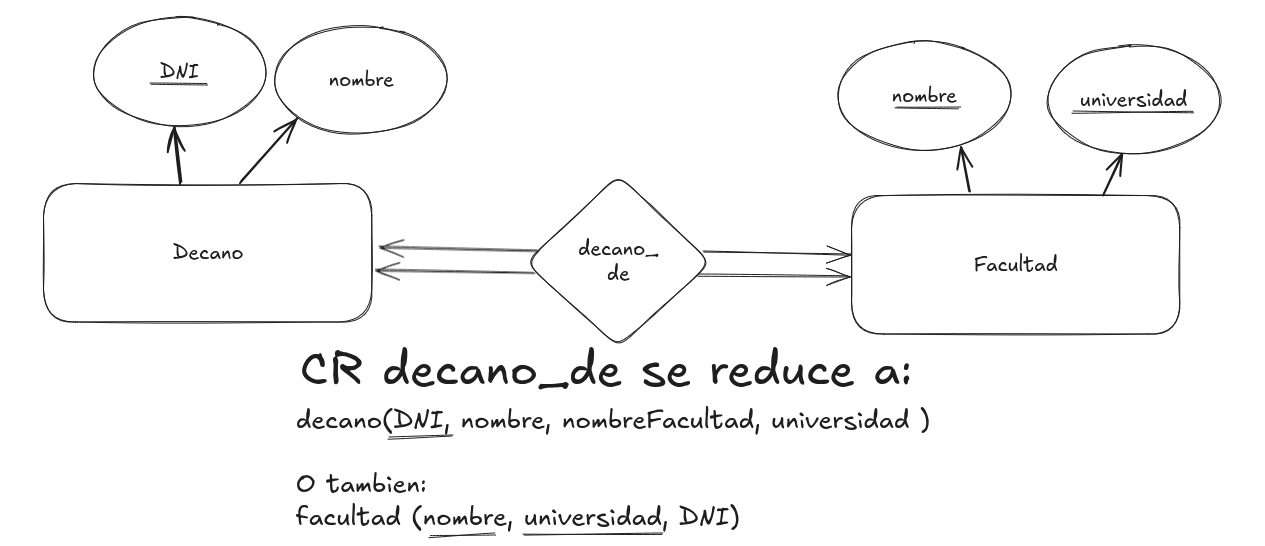 DNI
nombre
nombre
universidad
Decano
decano_
de
Facultad
CR decano_de se reduce a:
decano(DNI, nombre, nombreFacultad, universidad )
O tambien:
facultad (nombre, universidad, DNI)